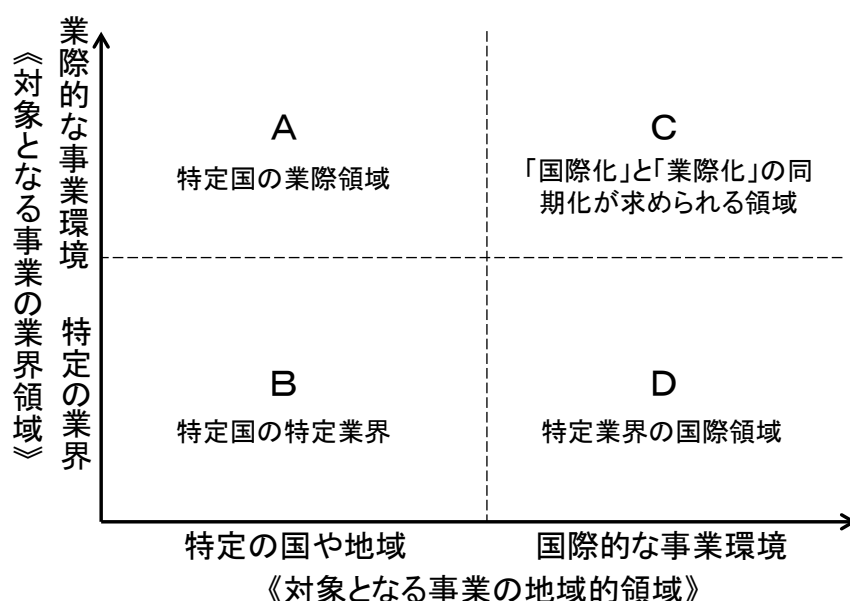 《対象となる事業の業界領域》
業際的な事業環境
特定の業界
A
特定国の業際領域
C
「国際化」と「業際化」の同
期化が求められる領域
B
特定国の特定業界
D
特定業界の国際領域
特定の国や地域
国際的な事業環境
《対象となる事業の地域的領域》